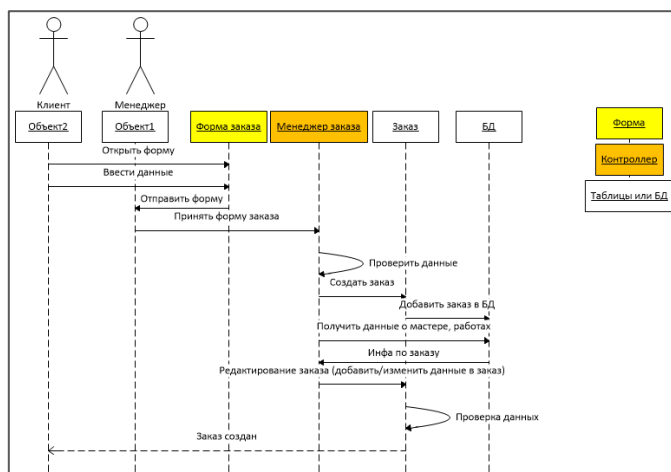 Клиент
Менеджер
Объект2
Объект1
Форма заказа
Менеджер заказа
Заказ
БД
Форма
Контроллер
Таблицы или БД
Открыть форму
Ввести данные
Отправить форму
Принять форму заказа
Проверить данные
Создать заказ
Добавить заказ в БД
Получить данные о мастере, работах
Инфа по заказу
Редактирование заказа (добавить/изменить данные в заказ)
Проверка данных
Заказ создан